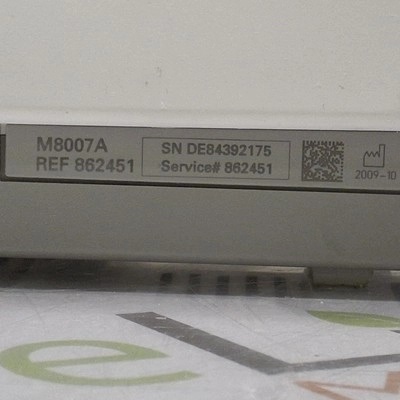 M8007A
REF 862451
SN DE84392175
Service# 862451
2009-10